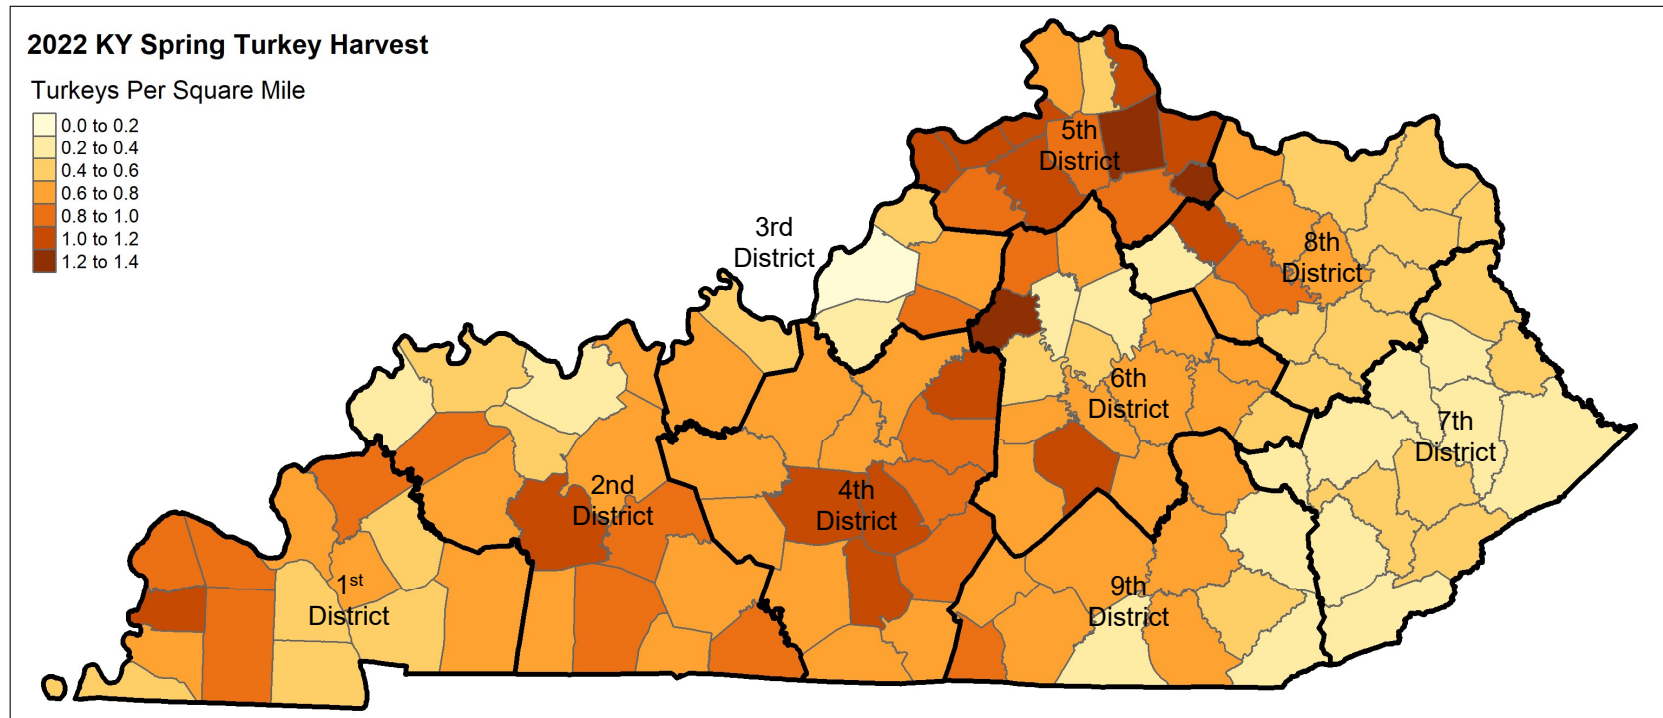 2022 KY Spring Turkey Harvest
Turkeys Per Square Mile
0.0 to 0.2
0.2 to 0.4
0.4 to 0.6
0.6 to 0.8
0.8 to 1.0
1.0 to 1.2
1.2 to 1.4
5th
District
3rd
District
8th
District
6th
District
7th
District
2nd
District
4th
District
1st
District
9th
District